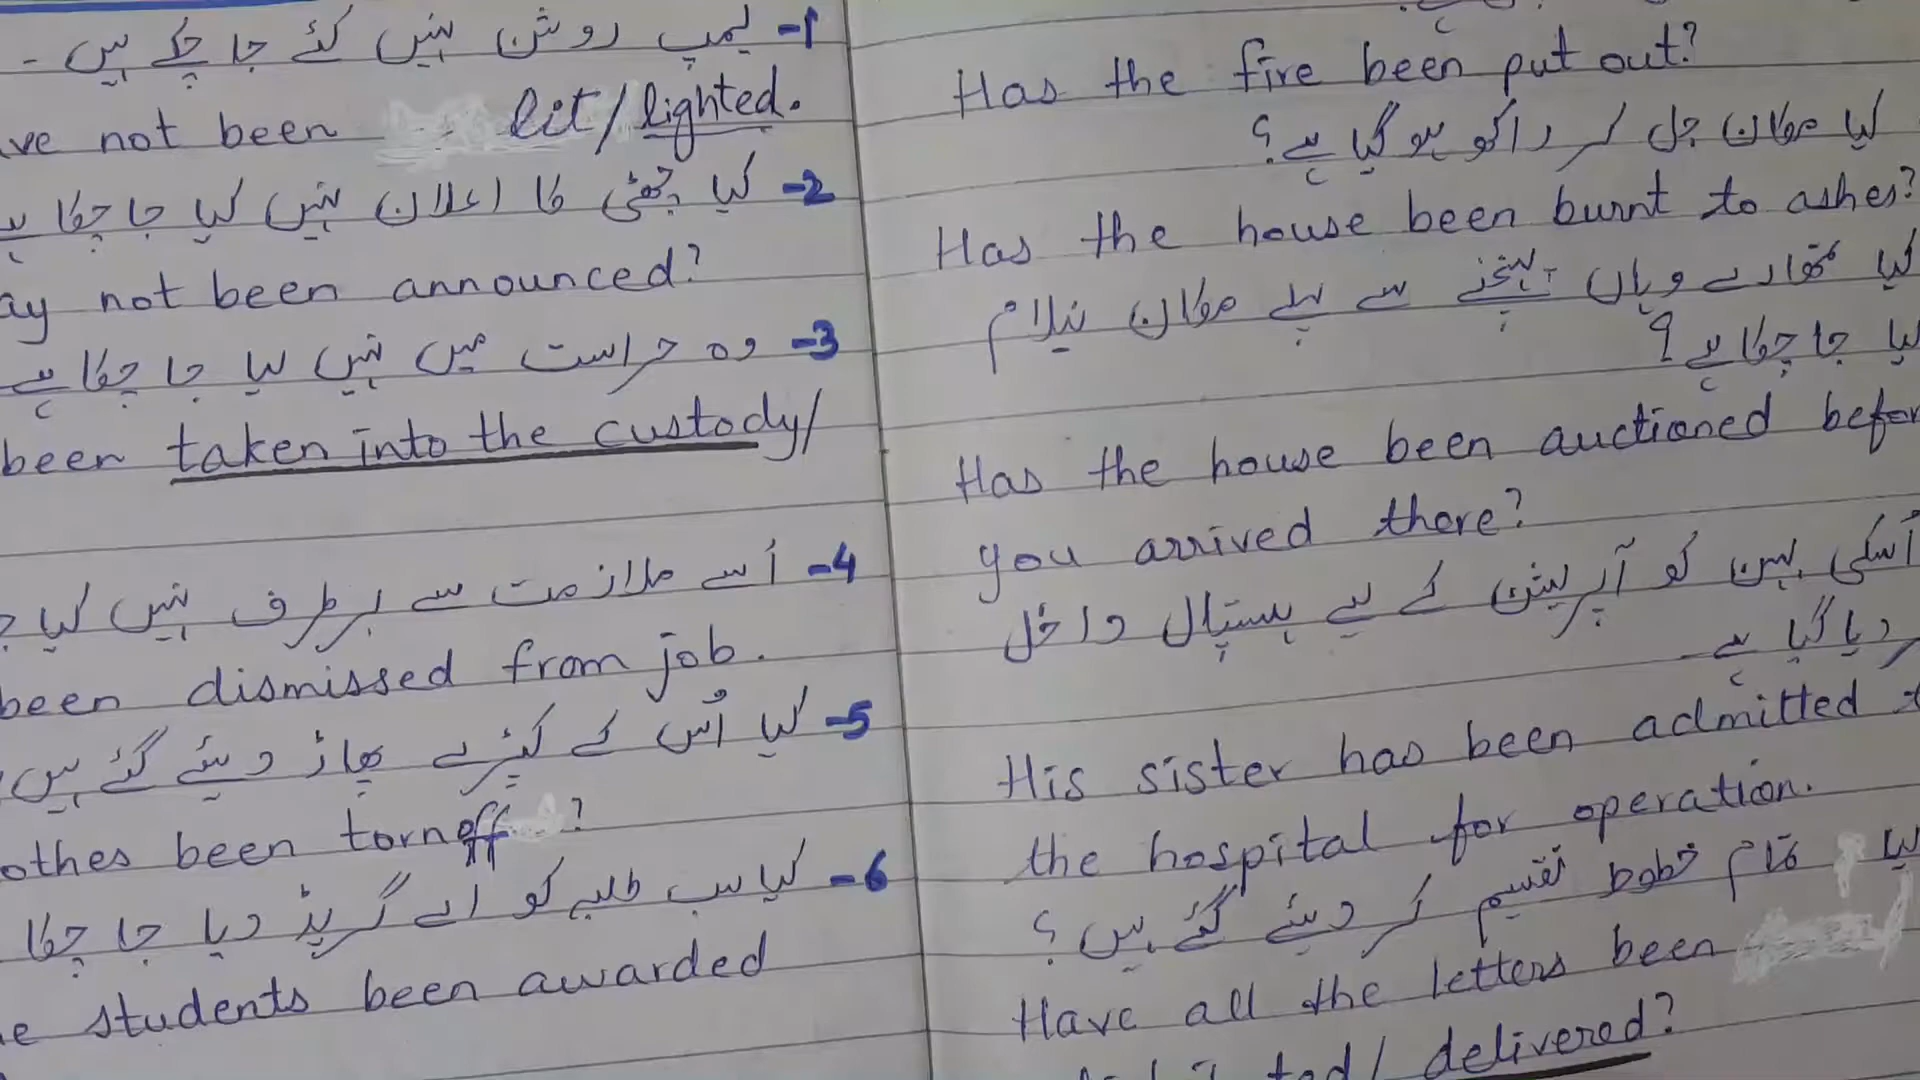 1- لیمپ روشن نہیں کئے جا چکے ہیں -
ve not been lit/lighted.
2- کیا چھٹی کا اعلان نہیں کیا جا چکا ہے
ay not been announced?
3- وہ حراست میں نہیں لیا جا چکا ہے
been taken into the custody/
4- اُسے ملازمت سے برطرف نہیں کیا
been dismissed from job.
5- کیا اُس کے کپڑے پھاڑ دیئے گئے ہیں
othes been torn off?
6- کیا سب طلبہ کو اے گریڈ دیا جا چکا
e students been awarded
Has the fire been put out?
کیا مکان جل کر راکھ ہو گیا ہے؟
Has the house been burnt to ashes?
کیا تمھارے وہاں پہنچنے سے پہلے مکان نیلام
کیا جا چکا ہے؟
Has the house been auctioned befor
you arrived there?
اُسکی بہن کو آپریشن کے لیے ہسپتال داخل
کر دیا گیا ہے
His sister has been admitted t
the hospital for operation.
کیا تمام خطوط تقسیم کر دیئے گئے ہیں؟
Have all the letters been
ted/ delivered?